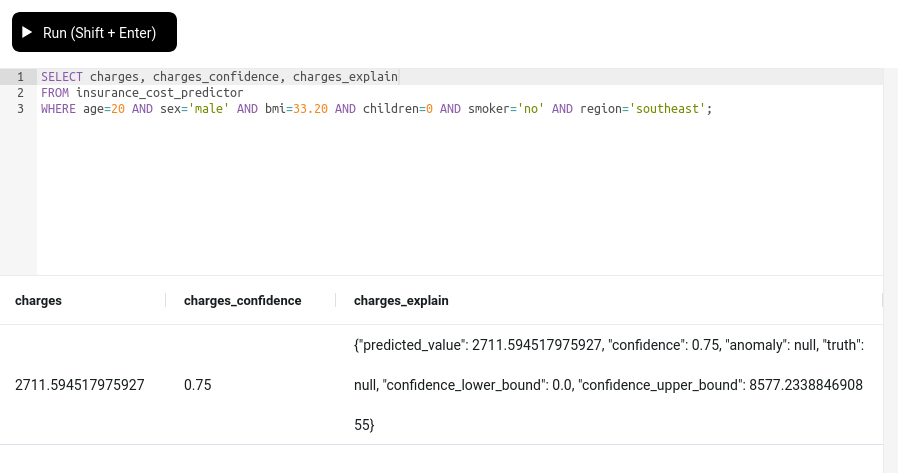 Run (Shift + Enter)
1 SELECT charges, charges_confidence, charges_explain
2 FROM insurance_cost_predictor
3 WHERE age=20 AND sex='male' AND bmi=33.20 AND children=0 AND smoker='no' AND region='southeast';
charges charges_confidence charges_explain
{"predicted_value": 2711.594517975927, "confidence": 0.75, "anomaly": null, "truth":
2711.594517975927 0.75 null, "confidence_lower_bound": 0.0, "confidence_upper_bound": 8577.2338846908
55}